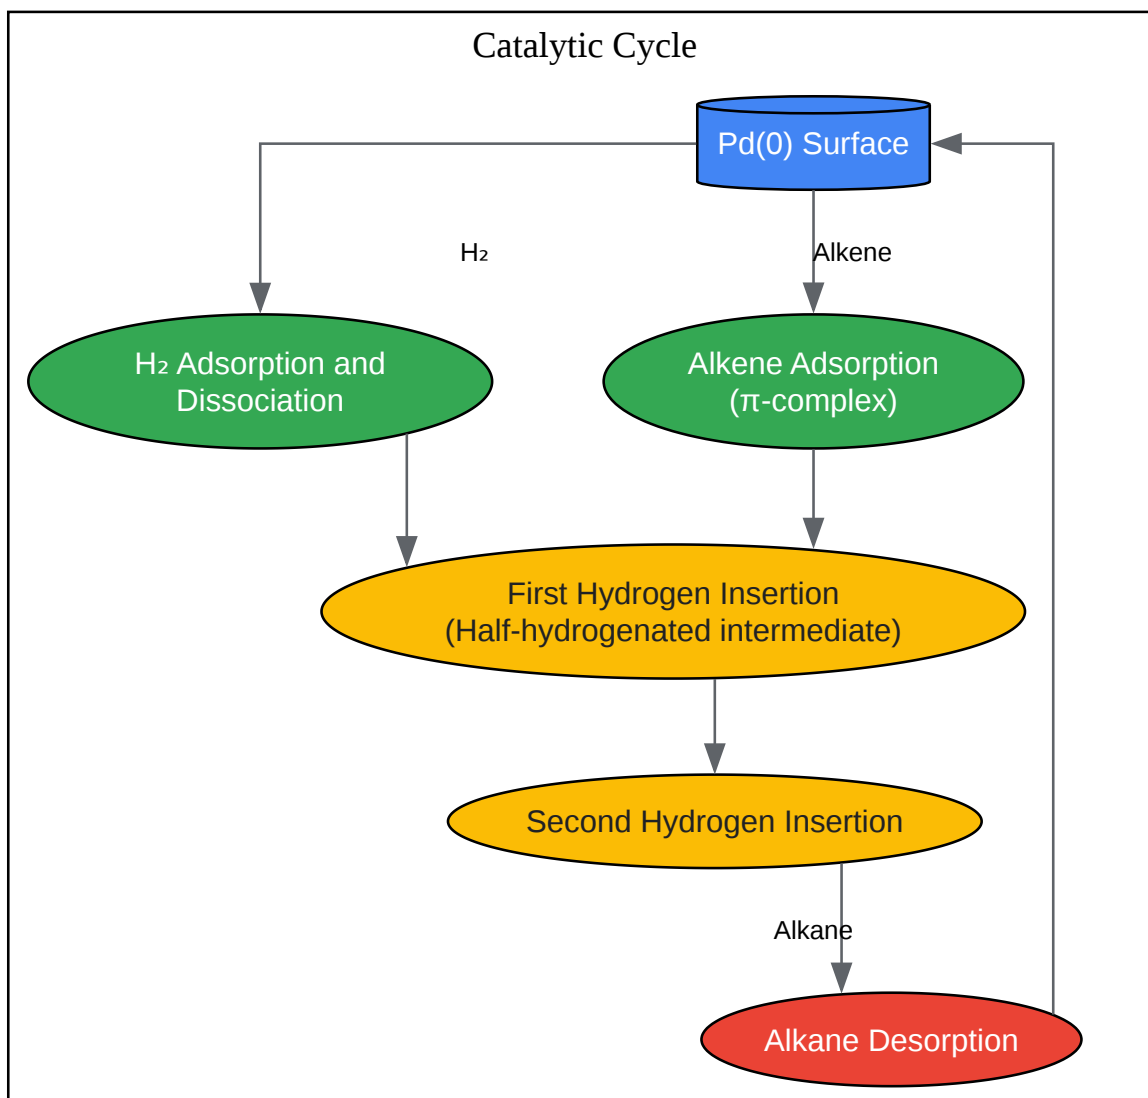 Catalytic Cycle
Pd(0) Surface
H₂
Alkene
H₂ Adsorption and
Dissociation
Alkene Adsorption
(π-complex)
First Hydrogen Insertion
(Half-hydrogenated intermediate)
Second Hydrogen Insertion
Alkane
Alkane Desorption